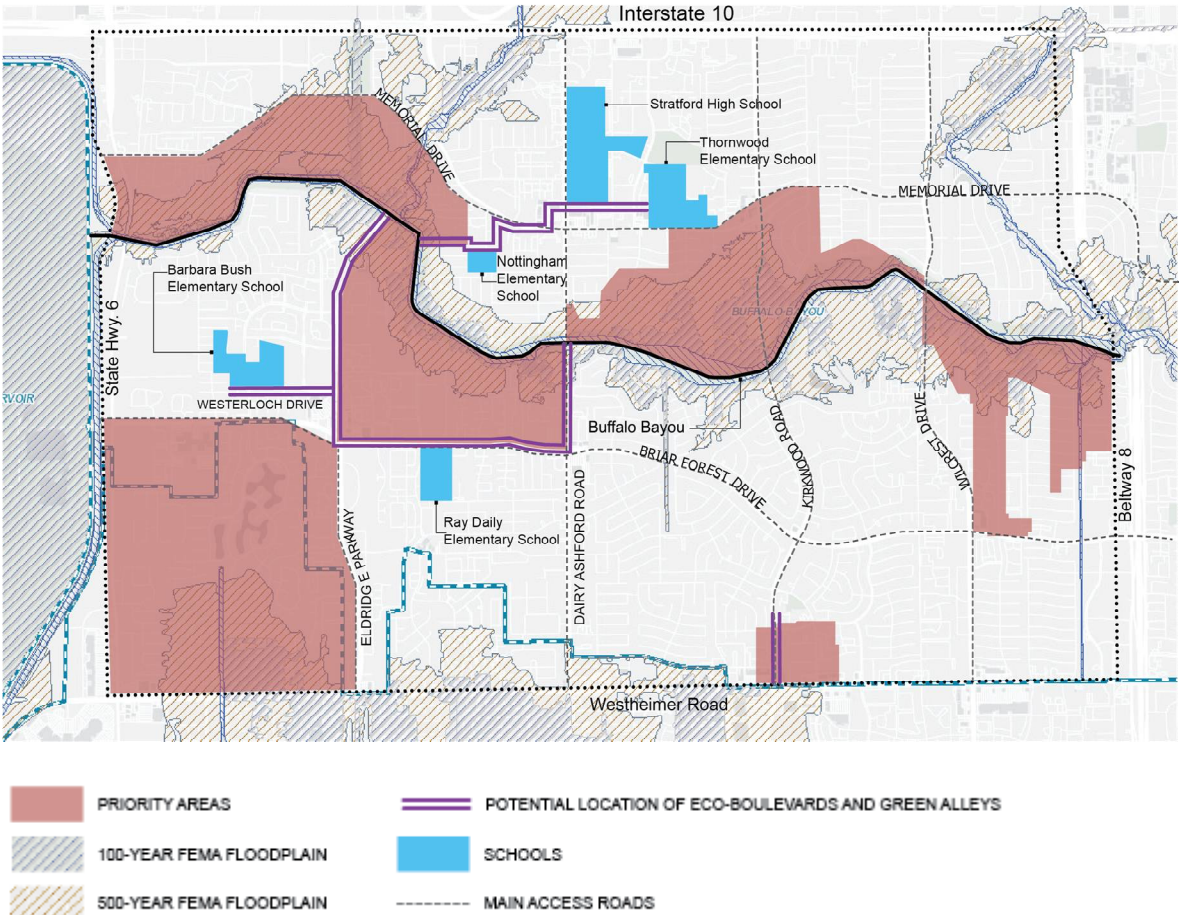 Interstate 10
MEMORIAL DRIVE
Stratford High School
Thornwood
Elementary School
MEMORIAL DRIVE
Nottingham
Elementary
School
Barbara Bush
Elementary School
State Hwy. 6
BUFFALO BAYOU
RVOIR
WESTERLOCH DRIVE
Buffalo Bayou
BRIAR FOREST DRIVE
KIRKWOOD ROAD
WILCREST DRIVE
Beltway 8
Ray Daily
Elementary School
ELDRIDG E PARKWAY
DAIRY ASHFORD ROAD
Westheimer Road
PRIORITY AREAS
POTENTIAL LOCATION OF ECO-BOULEVARDS AND GREEN ALLEYS
100-YEAR FEMA FLOODPLAIN
SCHOOLS
500-YEAR FEMA FLOODPLAIN
MAIN ACCESS ROADS